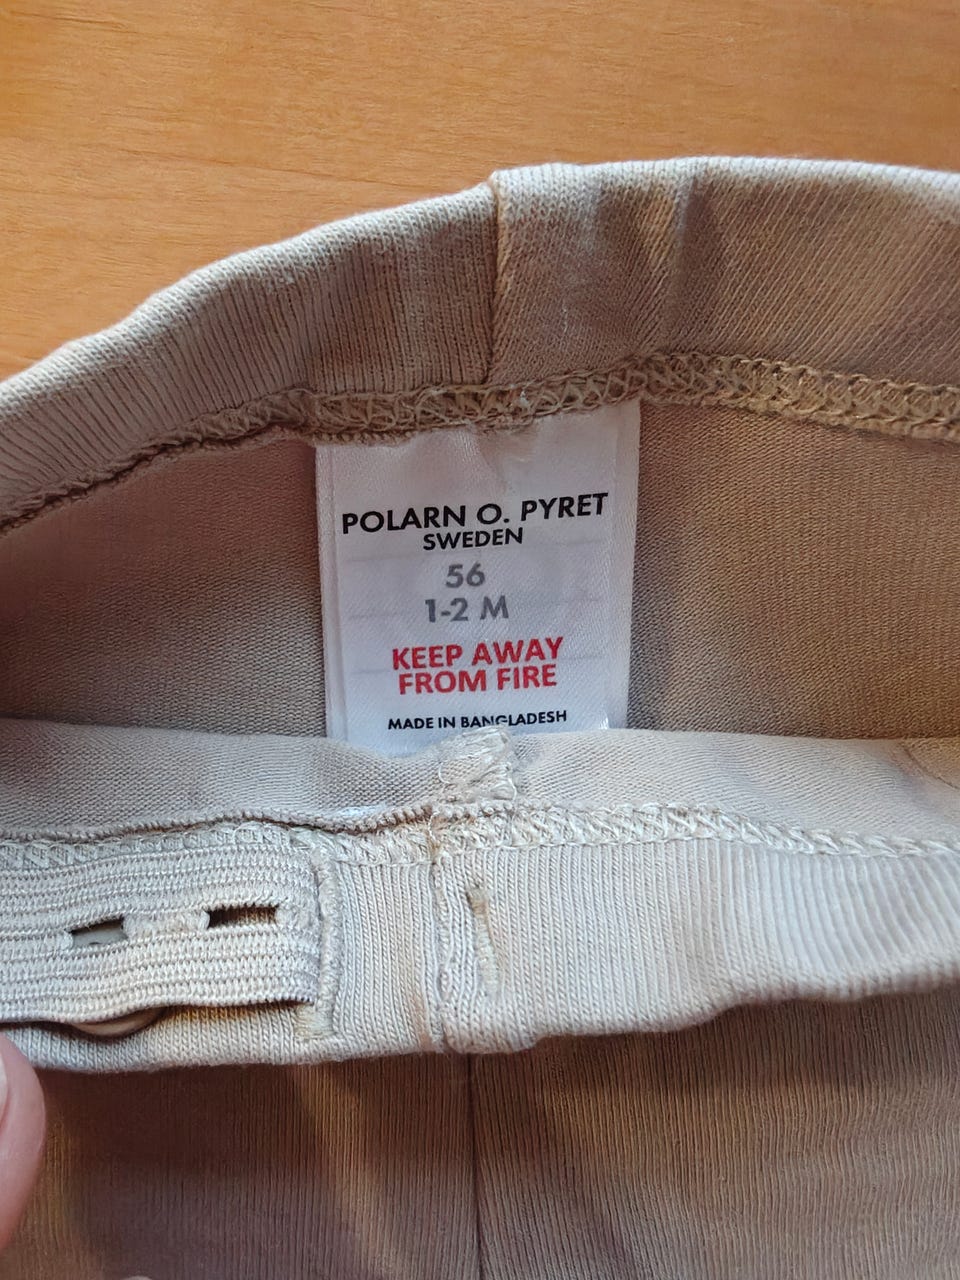 POLARN O. PYRET
SWEDEN
56
1-2 M
KEEP AWAY
FROM FIRE
MADE IN BANGLADESH